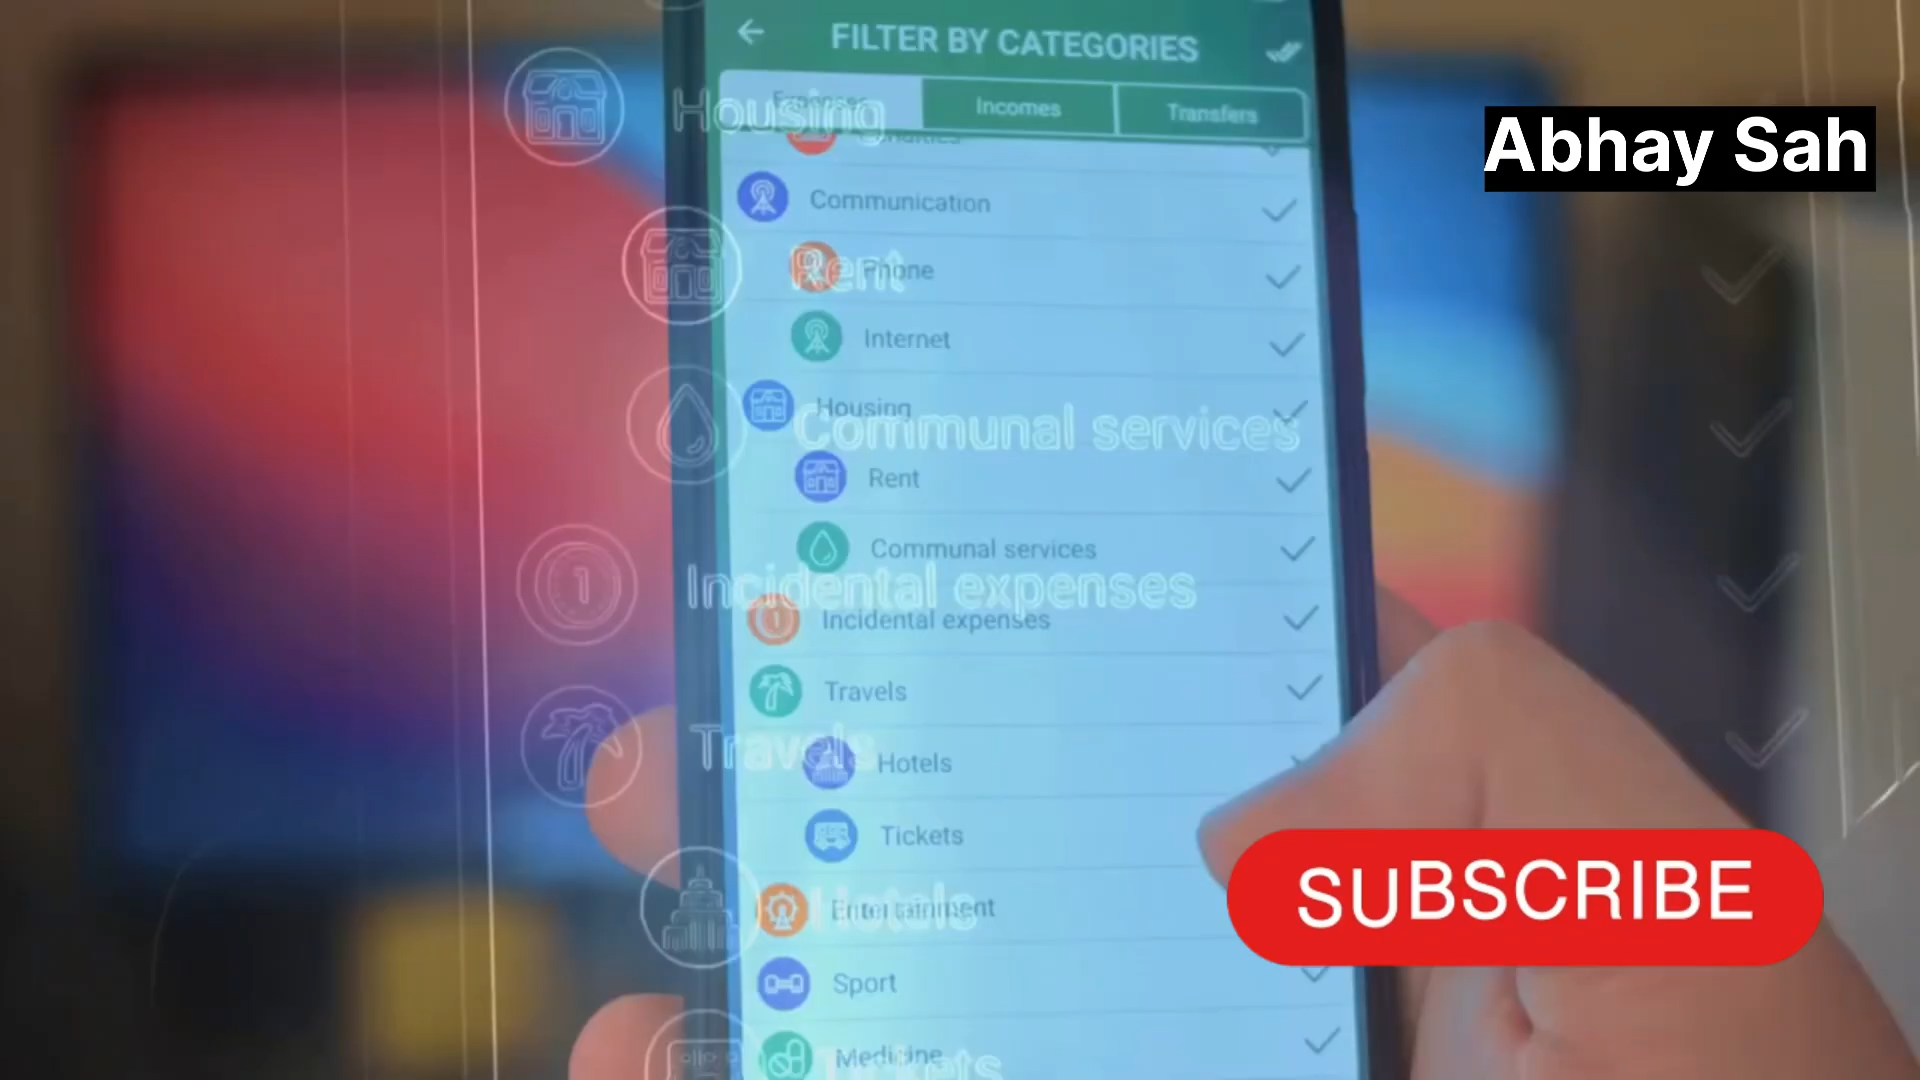 FILTER BY CATEGORIES
Incomes
Transfers
Housing
Abhay Sah
Communication
Rent
Phone
Internet
Housing
Communal services
Rent
Communal services
Incidental expenses
Incidental expenses
Travels
Travels
Hotels
Tickets
Hotels
Entertainment
SUBSCRIBE
Sport
Medicine
Tickets